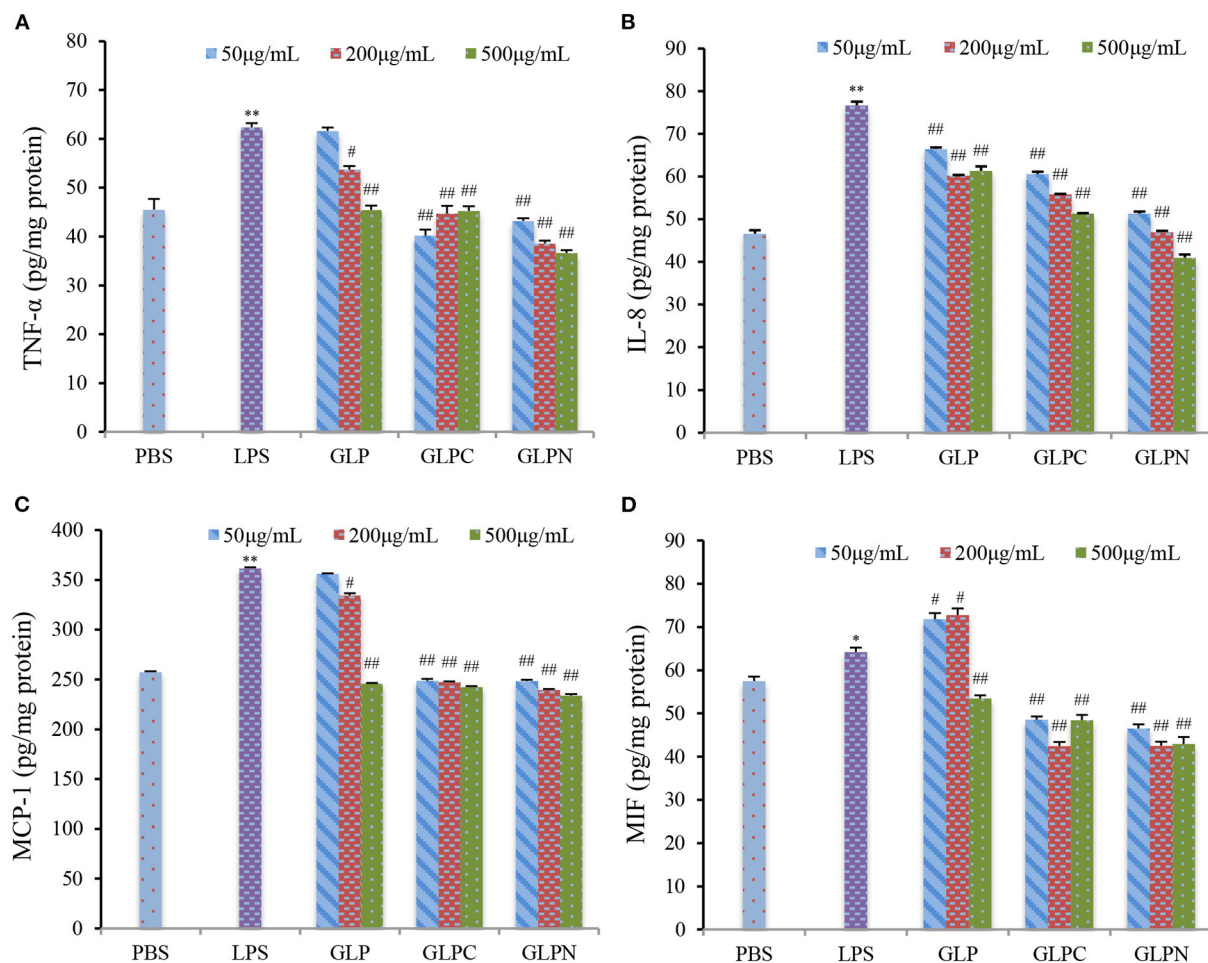 A
TNF-α (pg/mg protein)
80
70
60
50
40
30
20
10
0
50μg/mL 200μg/mL 500μg/mL
**
#
##
## ## ##
## ## ##
PBS LPS GLP GLPC GLPN
B
IL-8 (pg/mg protein)
90
80
70
60
50
40
30
20
10
0
50μg/mL 200μg/mL 500μg/mL
**
## ## ##
## ## ##
## ## ##
PBS LPS GLP GLPC GLPN
C
MCP-1 (pg/mg protein)
400
350
300
250
200
150
100
50
0
50μg/mL 200μg/mL 500μg/mL
**
#
##
## ## ##
## ## ##
PBS LPS GLP GLPC GLPN
D
MIF (pg/mg protein)
90
80
70
60
50
40
30
20
10
0
50μg/mL 200μg/mL 500μg/mL
*
# #
##
## ## ##
## ## ##
PBS LPS GLP GLPC GLPN